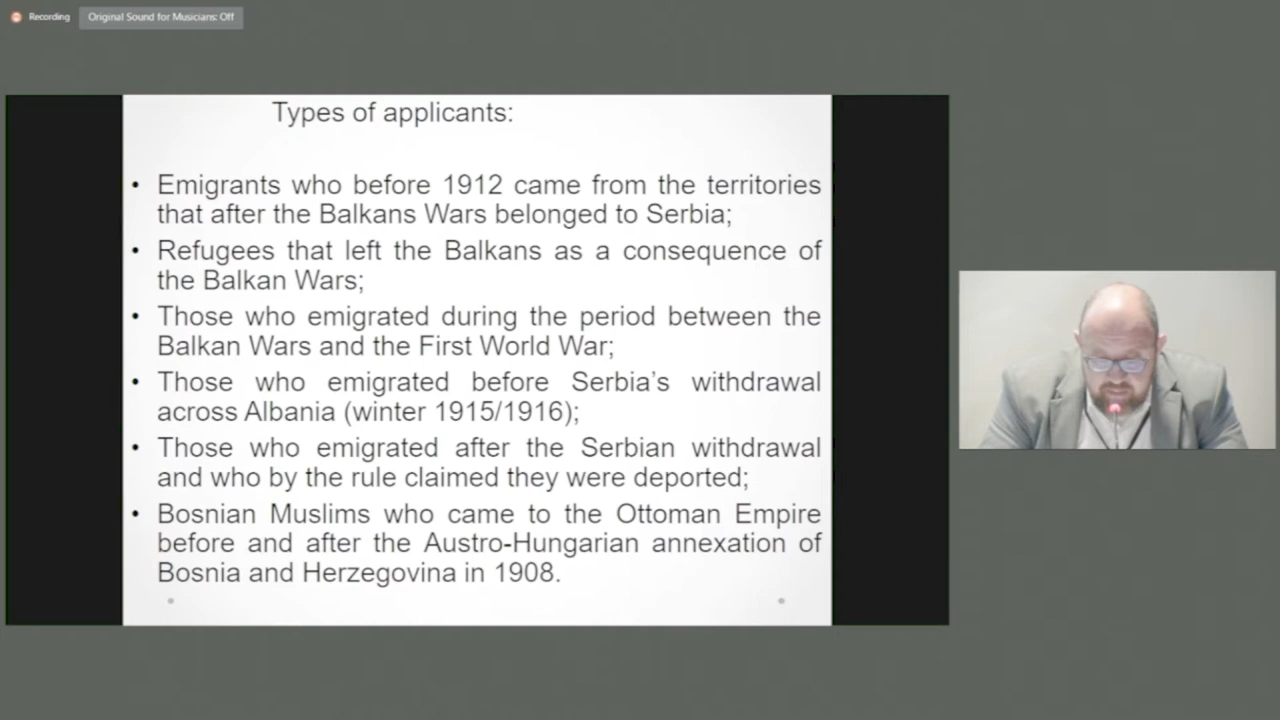 Recording
Original Sound for Musicians: Off
Types of applicants:
• Emigrants who before 1912 came from the territories
that after the Balkans Wars belonged to Serbia;
• Refugees that left the Balkans as a consequence of
the Balkan Wars;
• Those who emigrated during the period between the
Balkan Wars and the First World War;
• Those who emigrated before Serbia’s withdrawal
across Albania (winter 1915/1916);
• Those who emigrated after the Serbian withdrawal
and who by the rule claimed they were deported;
• Bosnian Muslims who came to the Ottoman Empire
before and after the Austro-Hungarian annexation of
Bosnia and Herzegovina in 1908.